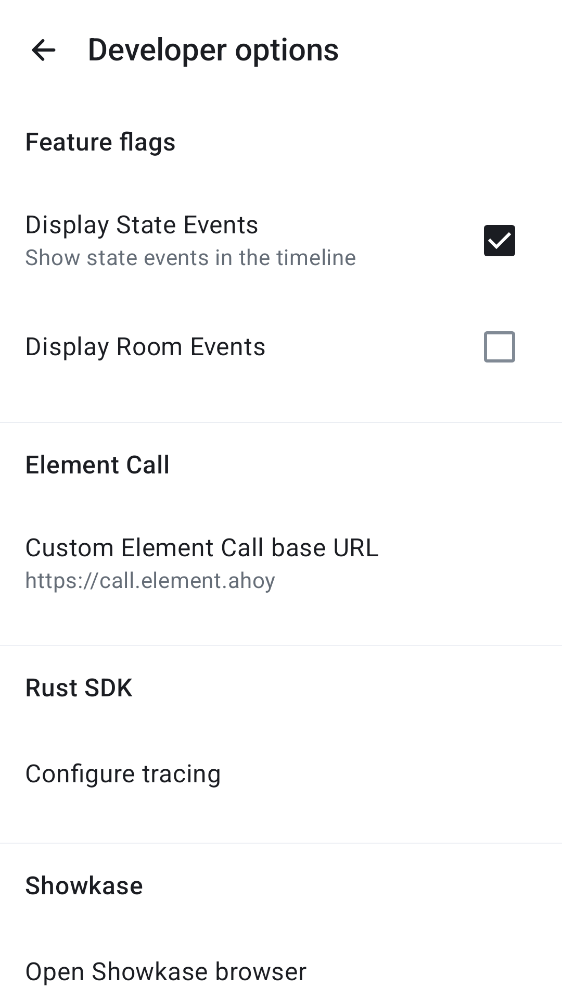 Developer options
Feature flags
Display State Events
Show state events in the timeline
Display Room Events
Element Call
Custom Element Call base URL
https://call.element.ahoy
Rust SDK
Configure tracing
Showkase
Open Showkase browser